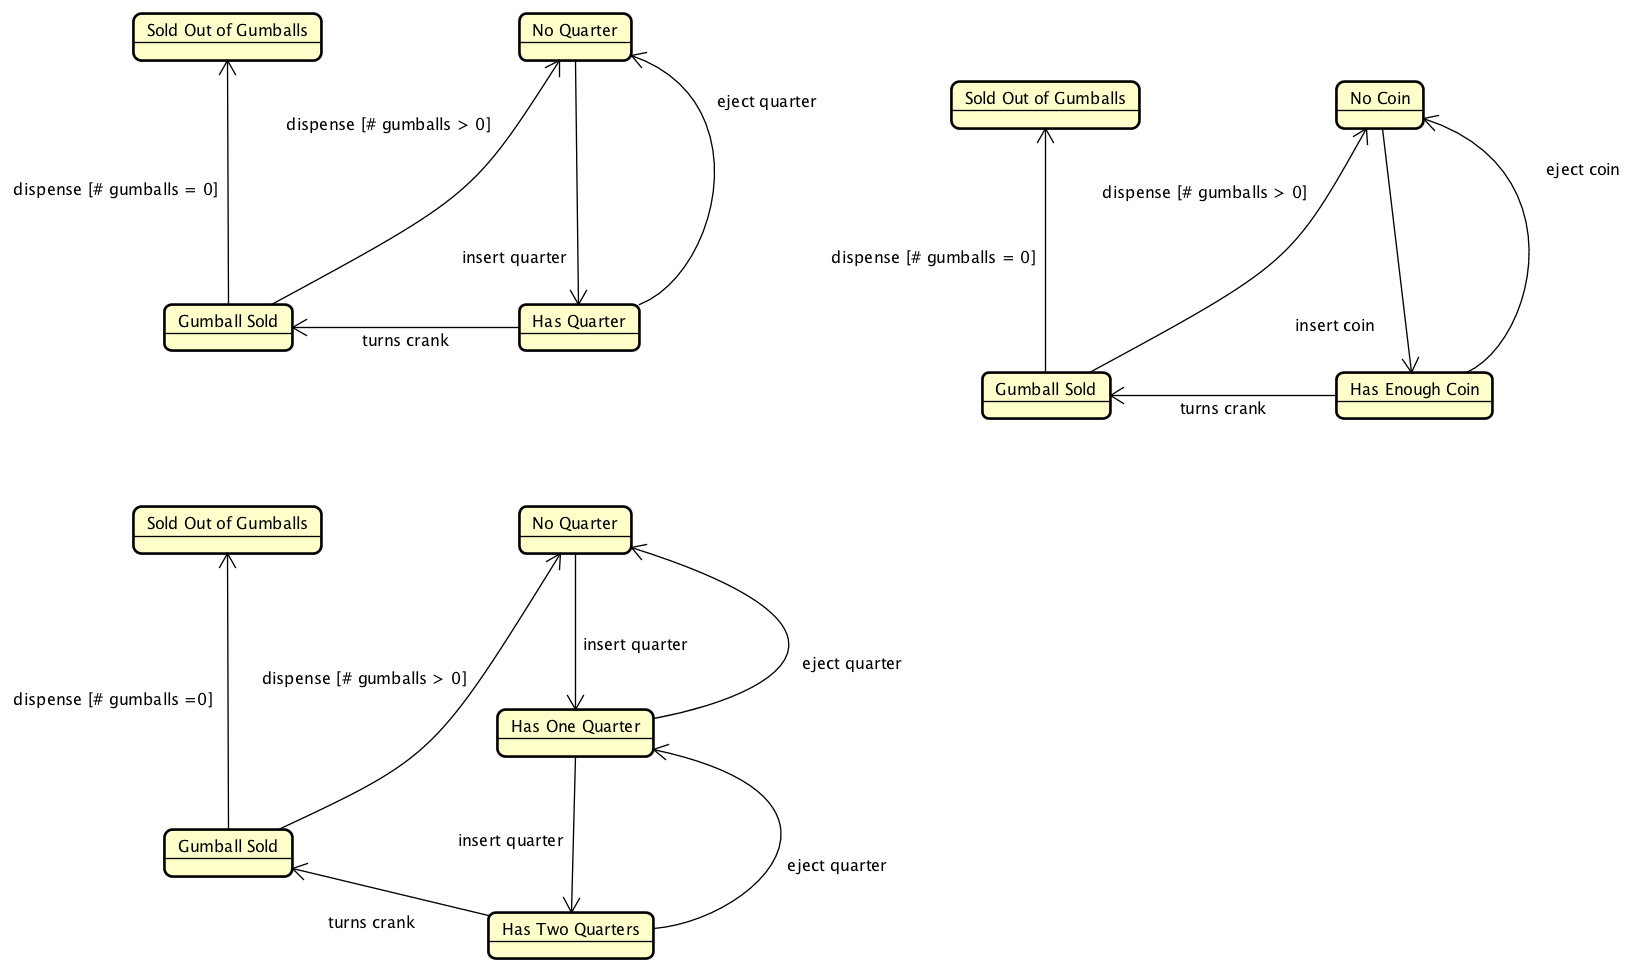 Sold Out of Gumballs
No Quarter
eject quarter
dispense [# gumballs > 0]
dispense [# gumballs = 0]
insert quarter
Gumball Sold
Has Quarter
turns crank
Sold Out of Gumballs
No Coin
eject coin
dispense [# gumballs > 0]
dispense [# gumballs = 0]
insert coin
Gumball Sold
Has Enough Coin
turns crank
Sold Out of Gumballs
No Quarter
insert quarter
eject quarter
dispense [# gumballs > 0]
dispense [# gumballs =0]
Has One Quarter
insert quarter
Gumball Sold
eject quarter
turns crank
Has Two Quarters